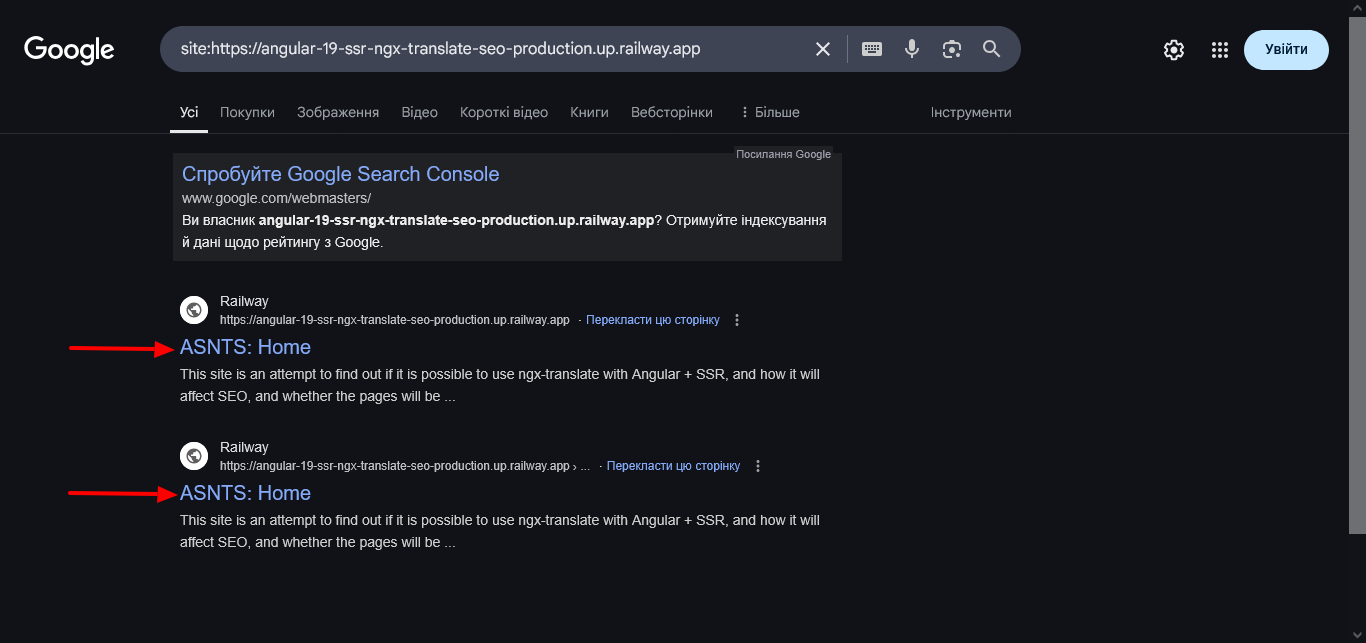 Google
site:https://angular-19-ssr-ngx-translate-seo-production.up.railway.app
Увійти
Усі Покупки Зображення Відео Короткі відео Книги Вебсторінки Більше Інструменти
Посилання Google
Спробуйте Google Search Console
www.google.com/webmasters/
Ви власник angular-19-ssr-ngx-translate-seo-production.up.railway.app? Отримуйте індексування
й дані щодо рейтингу з Google.
Railway
https://angular-19-ssr-ngx-translate-seo-production.up.railway.app · Перекласти цю сторінку
ASNTS: Home
This site is an attempt to find out if it is possible to use ngx-translate with Angular + SSR, and how it will
affect SEO, and whether the pages will be ...
Railway
https://angular-19-ssr-ngx-translate-seo-production.up.railway.app › ... · Перекласти цю сторінку
ASNTS: Home
This site is an attempt to find out if it is possible to use ngx-translate with Angular + SSR, and how it will
affect SEO, and whether the pages will be ...